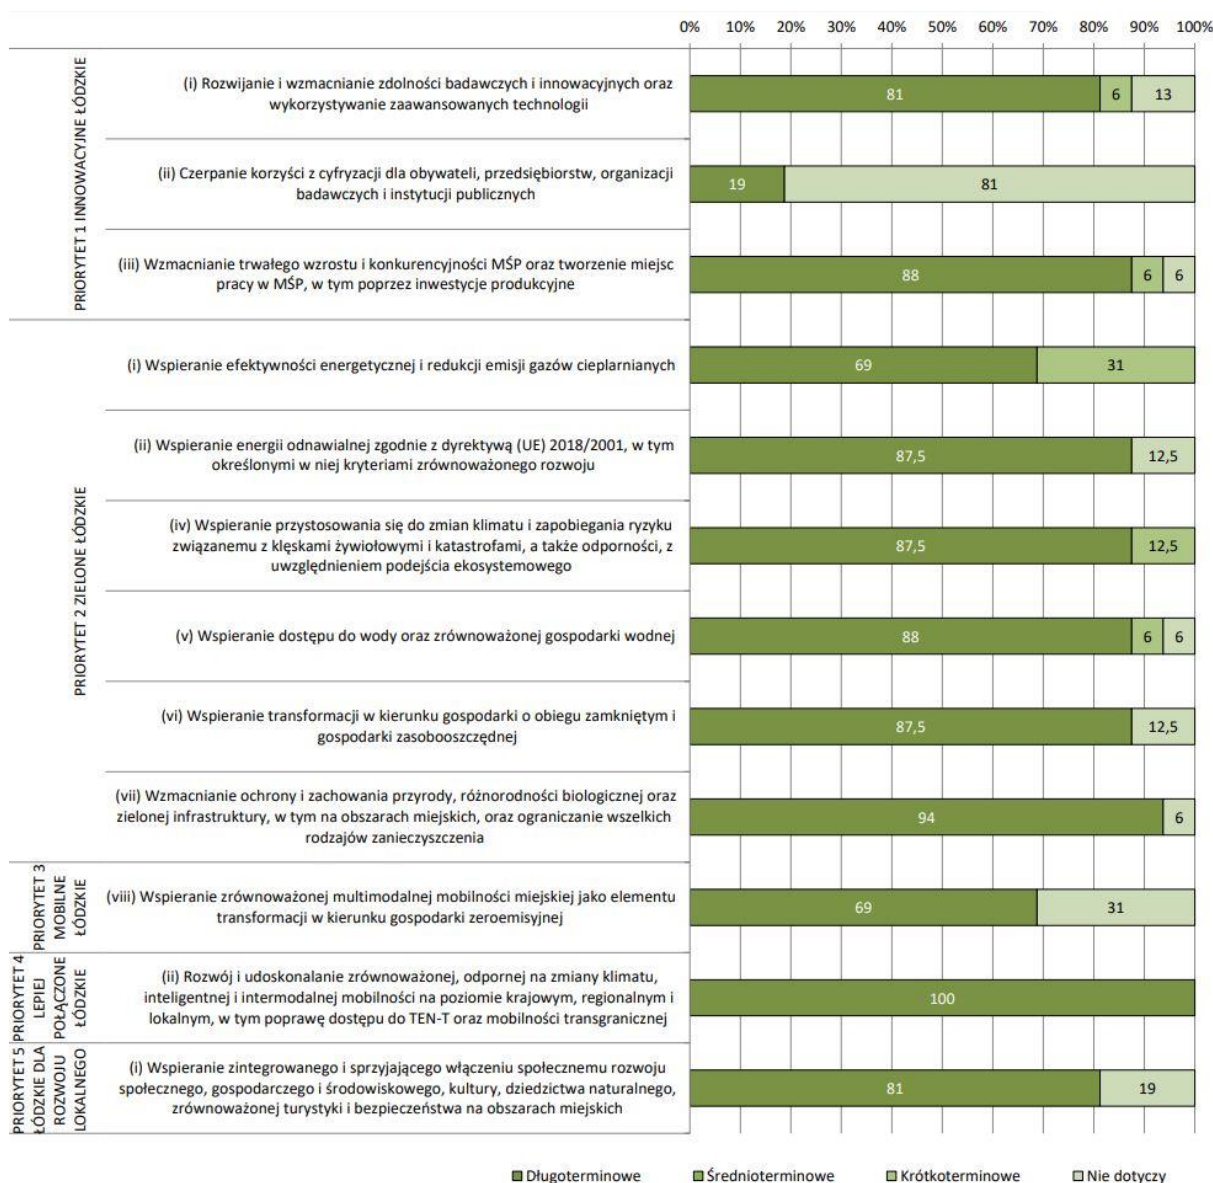 0% 10% 20% 30% 40% 50% 60% 70% 80% 90% 100%
PRIORYTET 1 INNOWACYJNE ŁÓDZKIE
(i) Rozwijanie i wzmacnianie zdolności badawczych i innowacyjnych oraz
wykorzystywanie zaawansowanych technologii
81 6 13
(ii) Czerpanie korzyści z cyfryzacji dla obywateli, przedsiębiorstw, organizacji
badawczych i instytucji publicznych
19 81
(iii) Wzmacnianie trwałego wzrostu i konkurencyjności MŚP oraz tworzenie miejsc
pracy w MŚP, w tym poprzez inwestycje produkcyjne
88 6 6
PRIORYTET 2 ZIELONE ŁÓDZKIE
(i) Wspieranie efektywności energetycznej i redukcji emisji gazów cieplarnianych
69 31
(ii) Wspieranie energii odnawialnej zgodnie z dyrektywą (UE) 2018/2001, w tym
określonymi w niej kryteriami zrównoważonego rozwoju
87,5 12,5
(iv) Wspieranie przystosowania się do zmian klimatu i zapobiegania ryzyku
związanemu z klęskami żywiołowymi i katastrofami, a także odporności, z
uwzględnieniem podejścia ekosystemowego
87,5 12,5
(v) Wspieranie dostępu do wody oraz zrównoważonej gospodarki wodnej
88 6 6
(vi) Wspieranie transformacji w kierunku gospodarki o obiegu zamkniętym i
gospodarki zasobooszczędnej
87,5 12,5
(vii) Wzmacnianie ochrony i zachowania przyrody, różnorodności biologicznej oraz
zielonej infrastruktury, w tym na obszarach miejskich, oraz ograniczanie wszelkich
rodzajów zanieczyszczenia
94 6
PRIORYTET 3
MOBILNE
ŁÓDZKIE
(viii) Wspieranie zrównoważonej multimodalnej mobilności miejskiej jako elementu
transformacji w kierunku gospodarki zeroemisyjnej
69 31
PRIORYTET 4
LEPIEJ
POŁĄCZONE
ŁÓDZKIE
(ii) Rozwój i udoskonalanie zrównoważonej, odpornej na zmiany klimatu,
inteligentnej i intermodalnej mobilności na poziomie krajowym, regionalnym i
lokalnym, w tym poprawę dostępu do TEN-T oraz mobilności transgranicznej
100
PRIORYTET 5
ŁÓDZKIE DLA
ROZWOJU
LOKALNEGO
(i) Wspieranie zintegrowanego i sprzyjającego włączeniu społecznemu rozwoju
społecznego, gospodarczego i środowiskowego, kultury, dziedzictwa naturalnego,
zrównoważonej turystyki i bezpieczeństwa na obszarach miejskich
81 19
Długoterminowe Średnioterminowe Krótkoterminowe Nie dotyczy